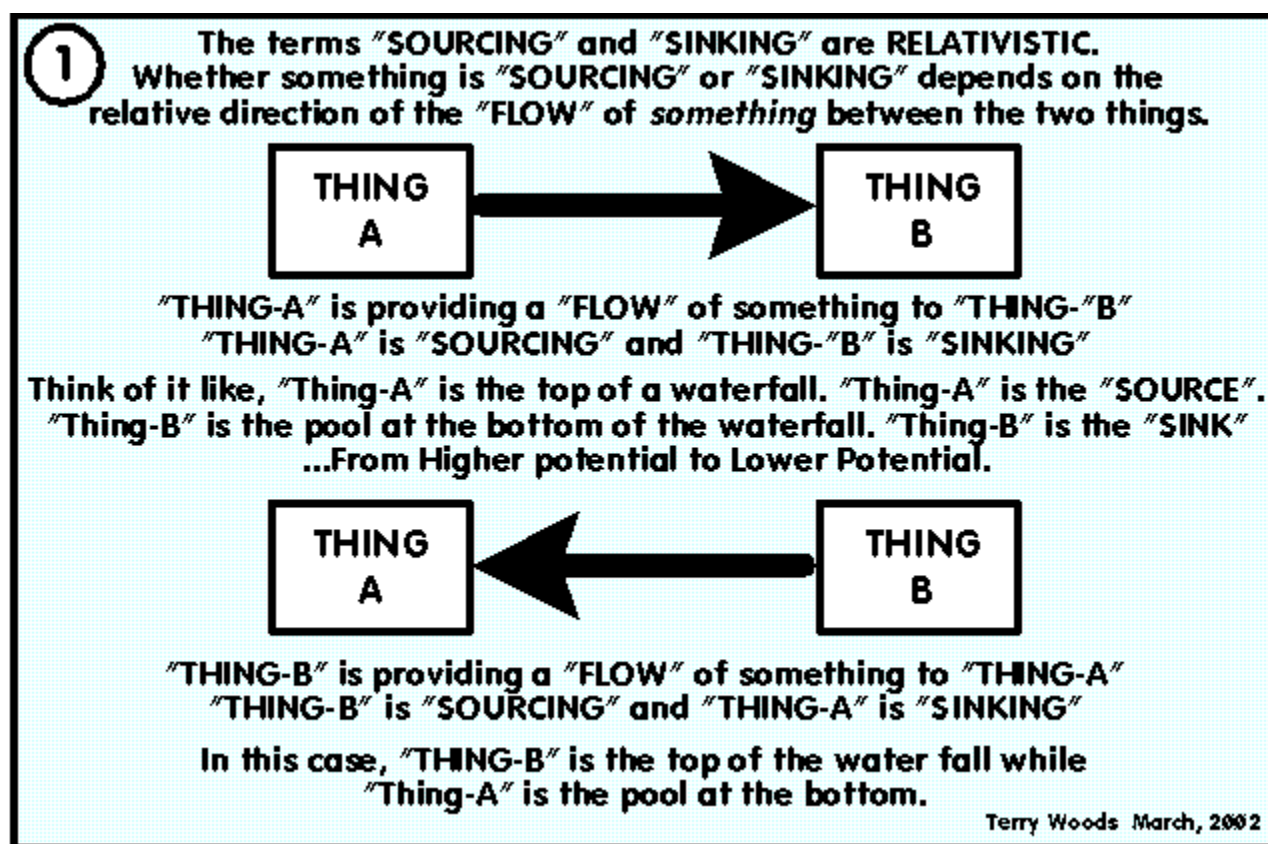 1
The terms "SOURCING" and "SINKING" are RELATIVISTIC.
Whether something is "SOURCING" or "SINKING" depends on the
relative direction of the "FLOW" of something between the two things.
THING
A
THING
B
"THING-A" is providing a "FLOW" of something to "THING-"B"
"THING-A" is "SOURCING" and "THING-"B" is "SINKING"
Think of it like, "Thing-A" is the top of a waterfall. "Thing-A" is the "SOURCE".
"Thing-B" is the pool at the bottom of the waterfall. "Thing-B" is the "SINK"
...From Higher potential to Lower Potential.
THING
A
THING
B
"THING-B" is providing a "FLOW" of something to "THING-A"
"THING-B" is "SOURCING" and "THING-A" is "SINKING"
In this case, "THING-B" is the top of the water fall while
"Thing-A" is the pool at the bottom.
Terry Woods March, 2002